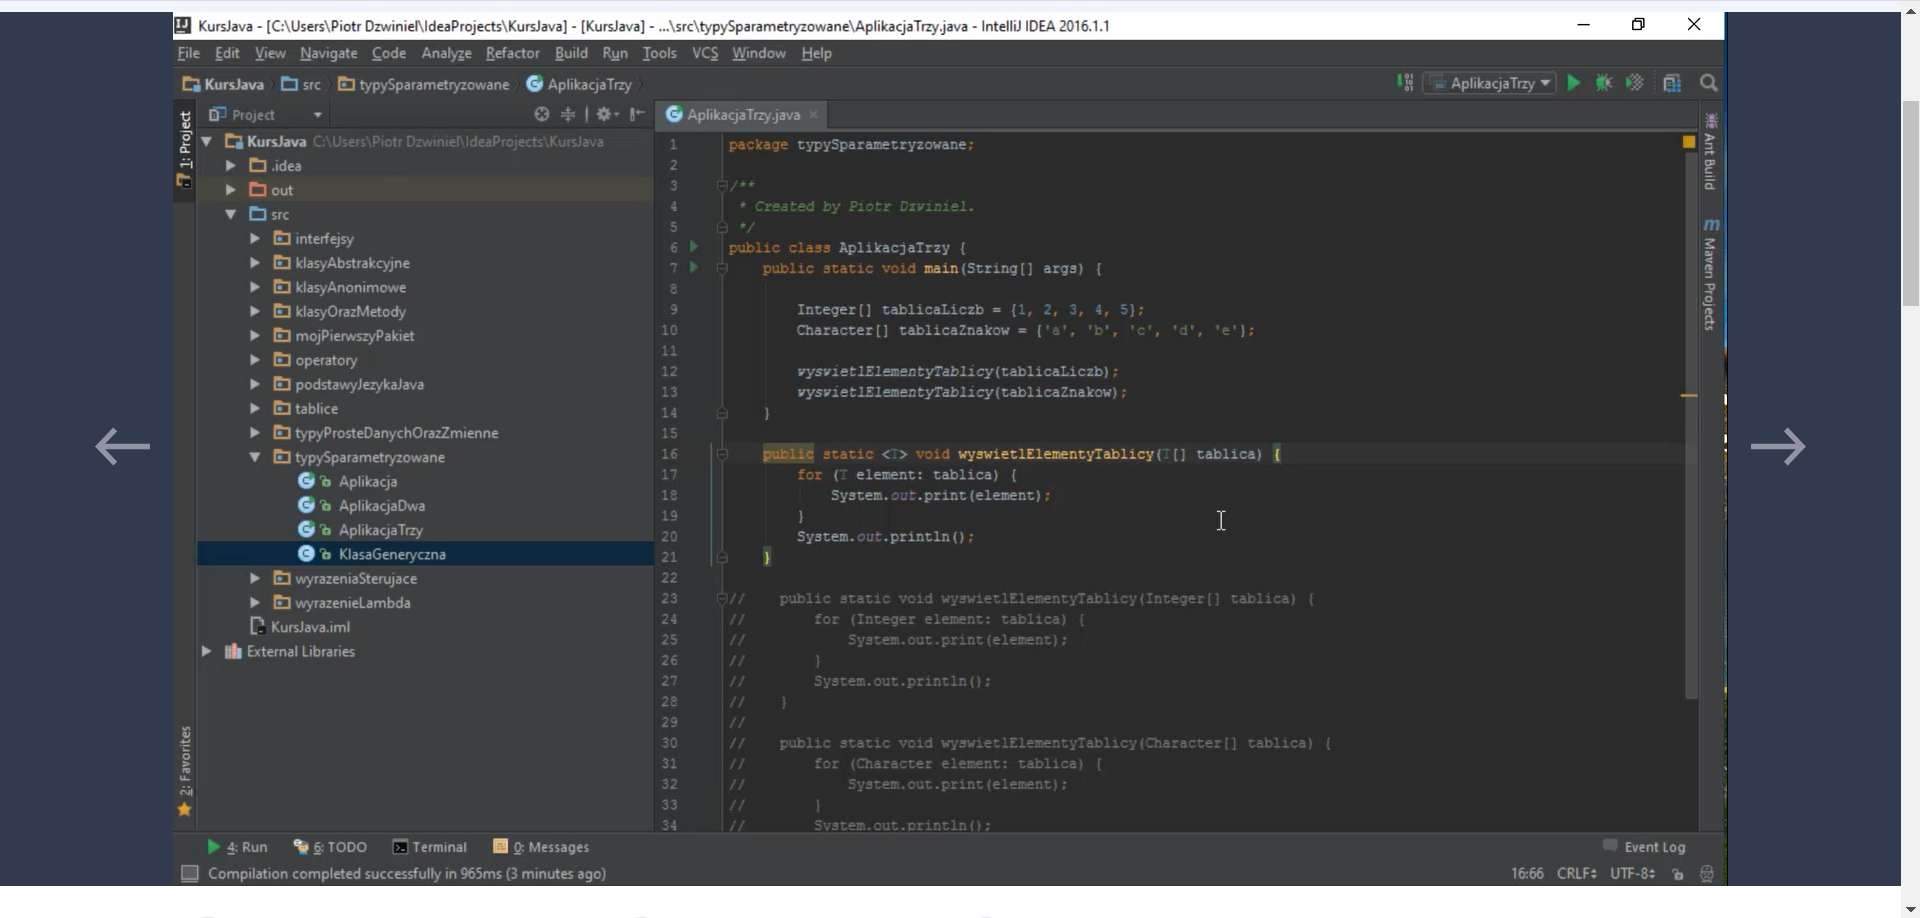 KursJava - [C:\Users\Piotr Dzwiniel\IdeaProjects\KursJava] - [KursJava] - ...\src\typySparametryzowane\AplikacjaTrzy.java - IntelliJ IDEA 2016.1.1
File Edit View Navigate Code Analyze Refactor Build Run Tools VCS Window Help
KursJava src typySparametryzowane AplikacjaTrzy
AplikacjaTrzy
1: Project
Project
KursJava C:\Users\Piotr Dzwiniel\IdeaProjects\KursJava
.idea
out
src
interfejsy
klasyAbstrakcyjne
klasyAnonimowe
klasyOrazMetody
mojPierwszyPakiet
operatory
podstawyJezykaJava
tablice
typyProsteDanychOrazZmienne
typySparametryzowane
Aplikacja
AplikacjaDwa
AplikacjaTrzy
KlasaGeneryczna
wyrazeniaSterujace
wyrazenieLambda
KursJava.iml
External Libraries
2: Favorites
AplikacjaTrzy.java
1 package typySparametryzowane;
2
3 /**
4 * Created by Piotr Dzwiniel.
5 */
6 public class AplikacjaTrzy {
7 public static void main(String[] args) {
8
9 Integer[] tablicaLiczb = {1, 2, 3, 4, 5};
10 Character[] tablicaZnakow = {'a', 'b', 'c', 'd', 'e'};
11
12 wyswietlElementyTablicy(tablicaLiczb);
13 wyswietlElementyTablicy(tablicaZnakow);
14 }
15
16 public static <T> void wyswietlElementyTablicy(T[] tablica) {
17 for (T element: tablica) {
18 System.out.print(element);
19 }
20 System.out.println();
21 }
22
23 // public static void wyswietlElementyTablicy(Integer[] tablica) {
24 // for (Integer element: tablica) {
25 // System.out.print(element);
26 // }
27 // System.out.println();
28 // }
29 //
30 // public static void wyswietlElementyTablicy(Character[] tablica) {
31 // for (Character element: tablica) {
32 // System.out.print(element);
33 // }
34 // System.out.println();
Ant Build
m Maven Projects
4: Run 6: TODO Terminal 0: Messages
Event Log
Compilation completed successfully in 965ms (3 minutes ago)
16:66 CRLF UTF-8